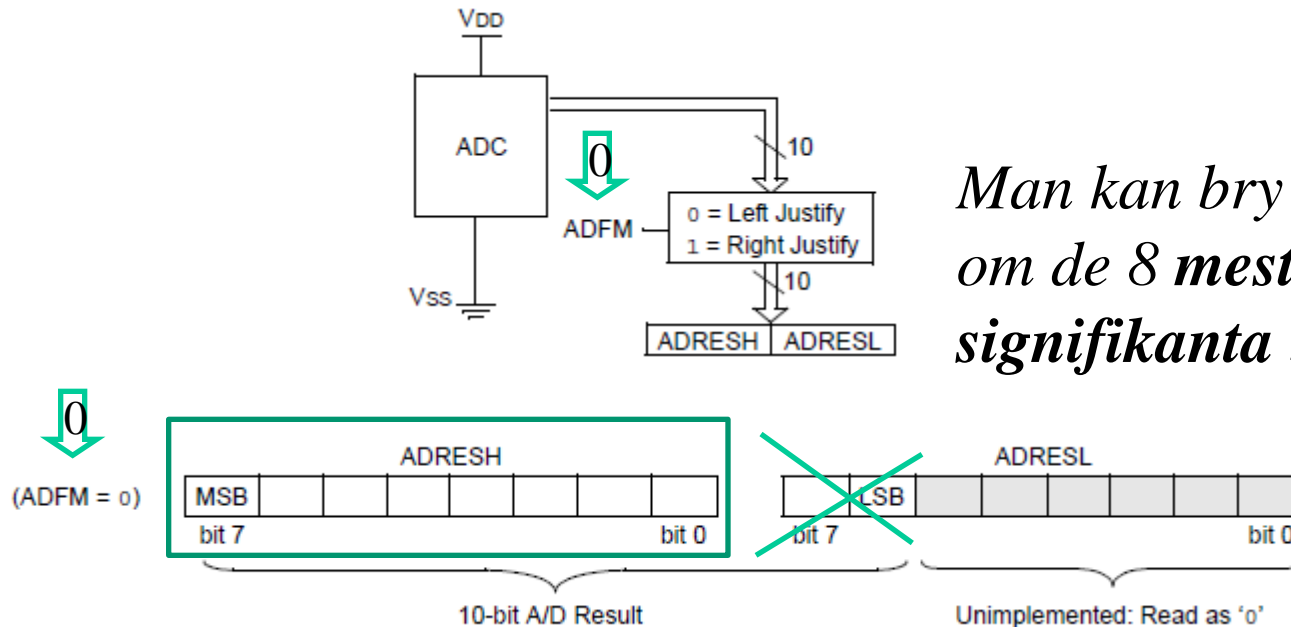 VDD
ADC
0
10
ADFM
0 = Left Justify
1 = Right Justify
10
VSS
ADRESH ADRESL
Man kan bry
om de 8 mest
signifikanta
0
ADRESH
ADRESL
(ADFM = 0)
MSB
LSB
bit 7
bit 0
bit 7
bit 0
10-bit A/D Result
Unimplemented: Read as ‘0’